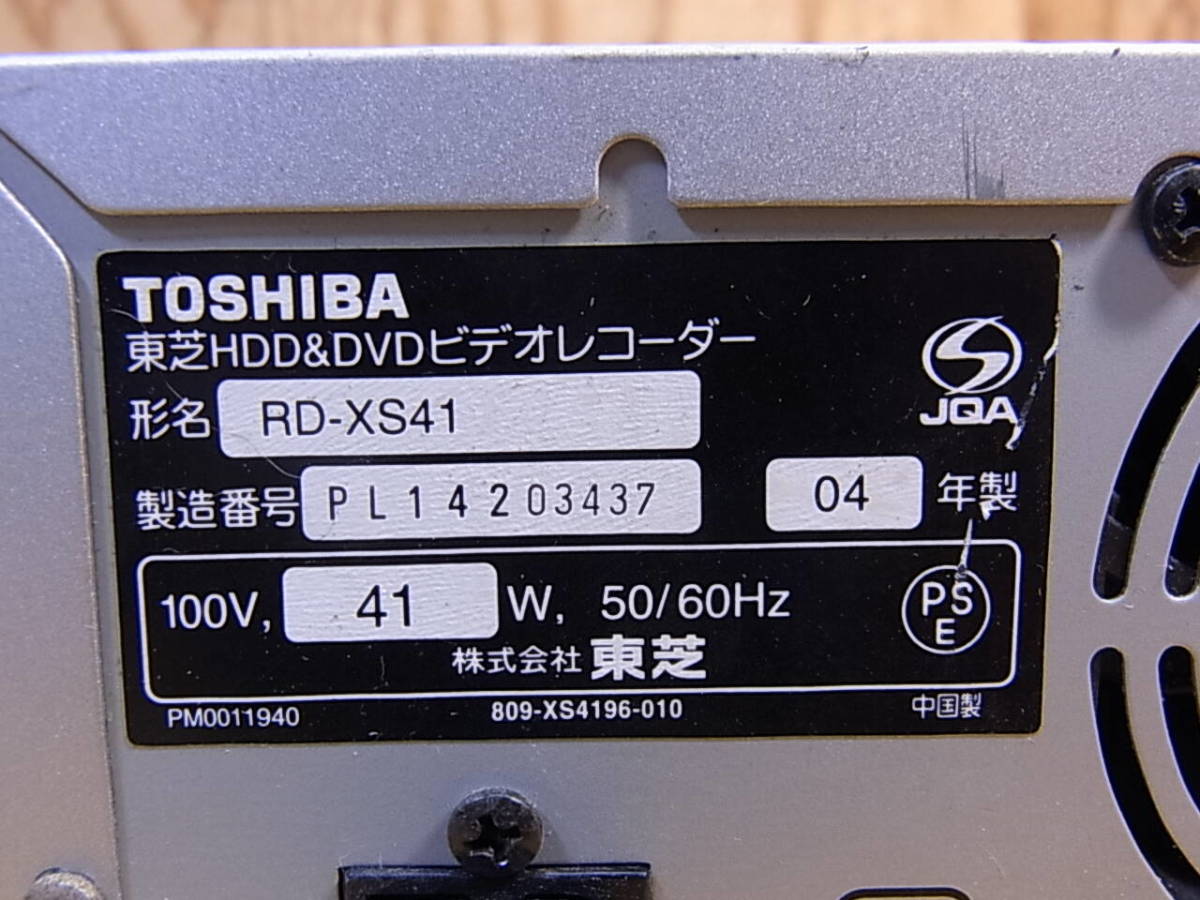 TOSHIBA
東芝HDD&DVDビデオレコーダー
形名 RD-XS41
JQA
製造番号 PL14203437 04 年製
100V, 41 W, 50/60Hz
PS
E
株式会社 東芝
PM0011940 809-XS4196-010 中国製